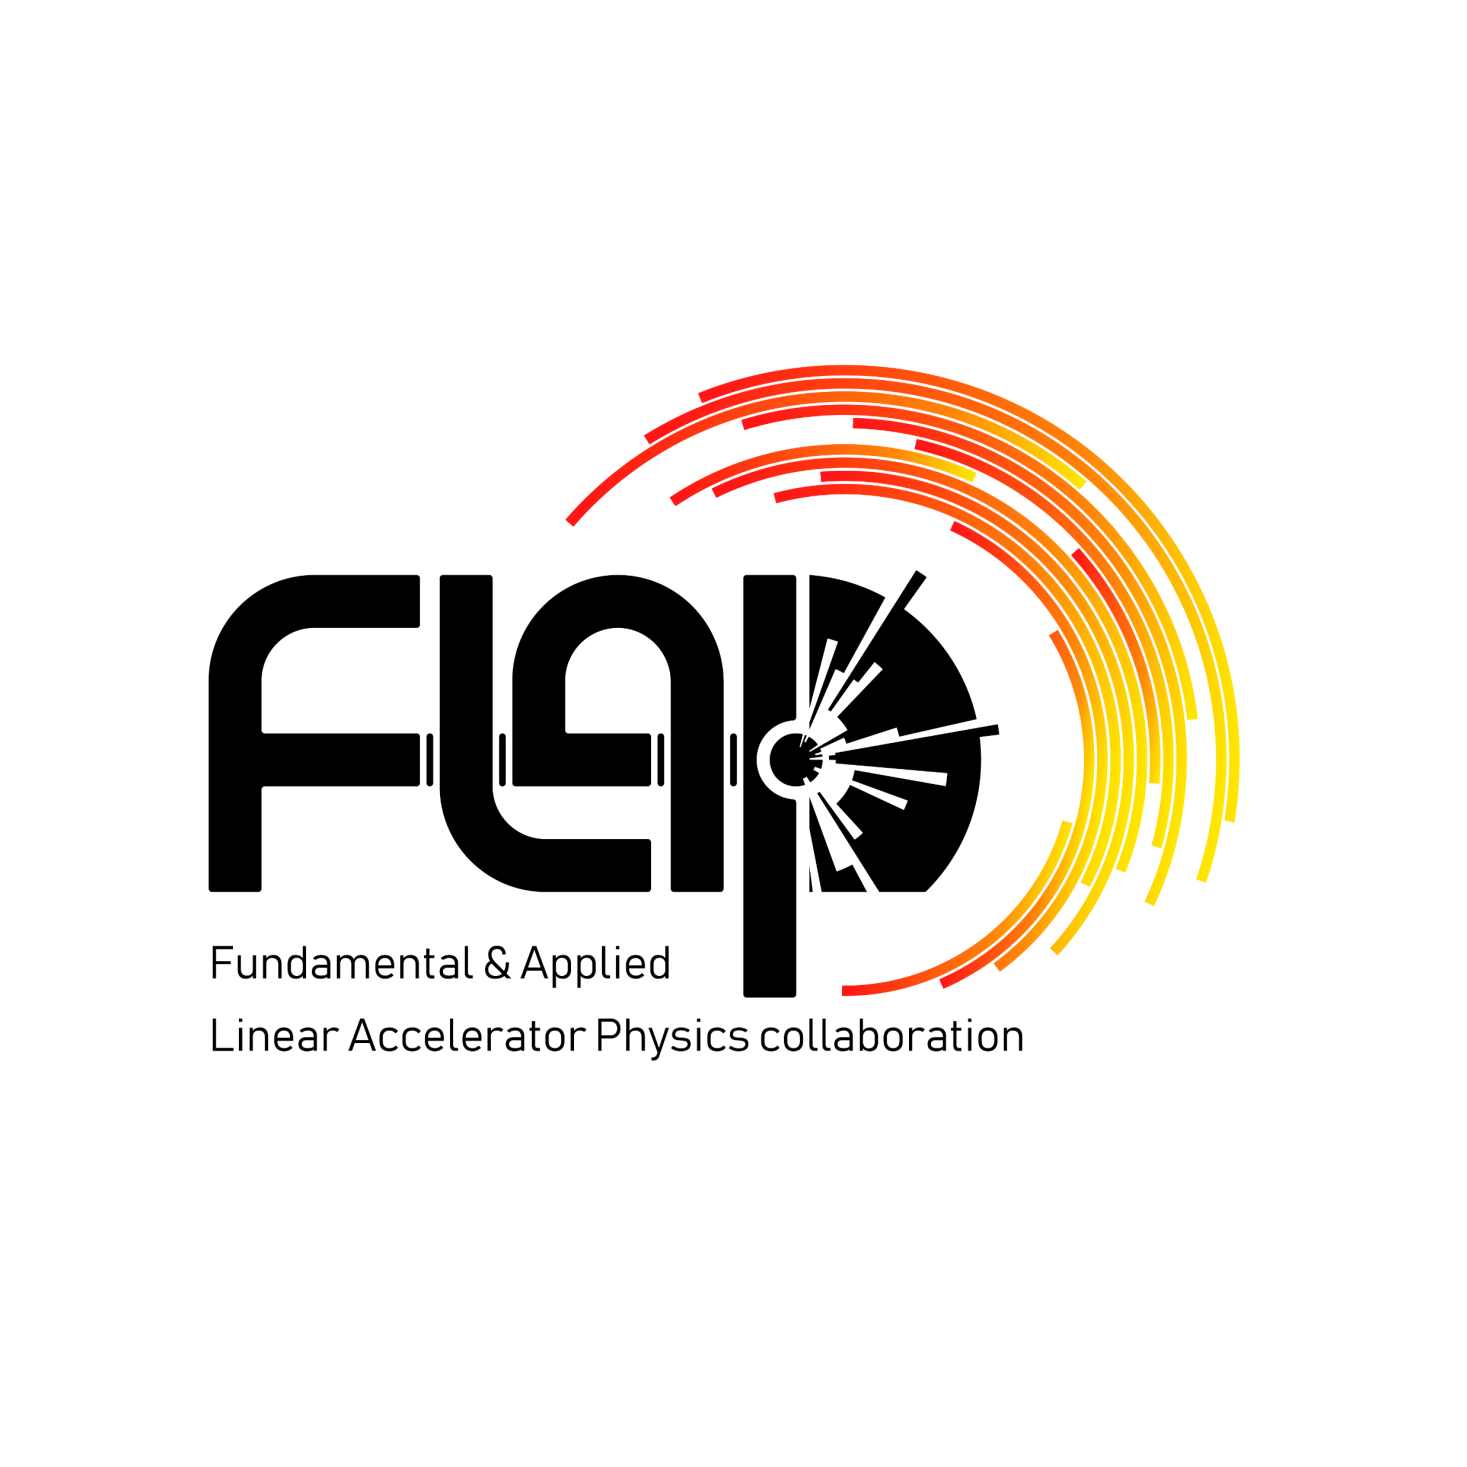 FLAP
Fundamental & Applied
Linear Accelerator Physics collaboration